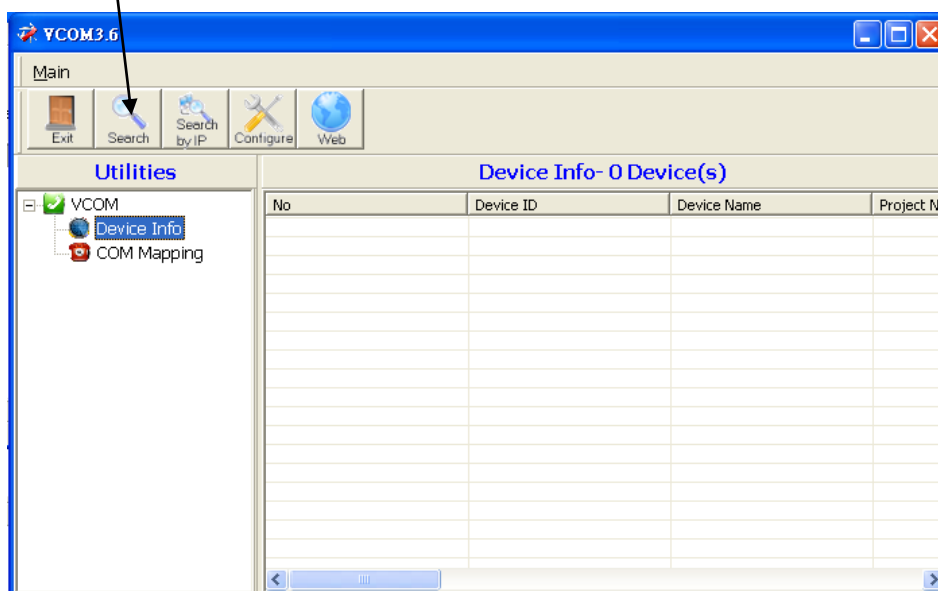 VCOM3.6
Main
Exit
Search
Search
by IP
Configure
Web
Utilities
Device Info- 0 Device(s)
VCOM
Device Info
COM Mapping
No
Device ID
Device Name
Project N